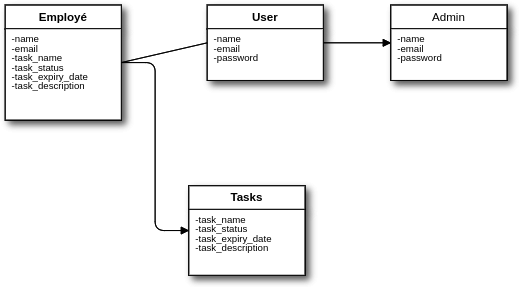 Employé
-name
-email
-task_name
-task_status
-task_expiry_date
-task_description
User
-name
-email
-password
Admin
-name
-email
-password
Tasks
-task_name
-task_status
-task_expiry_date
-task_description